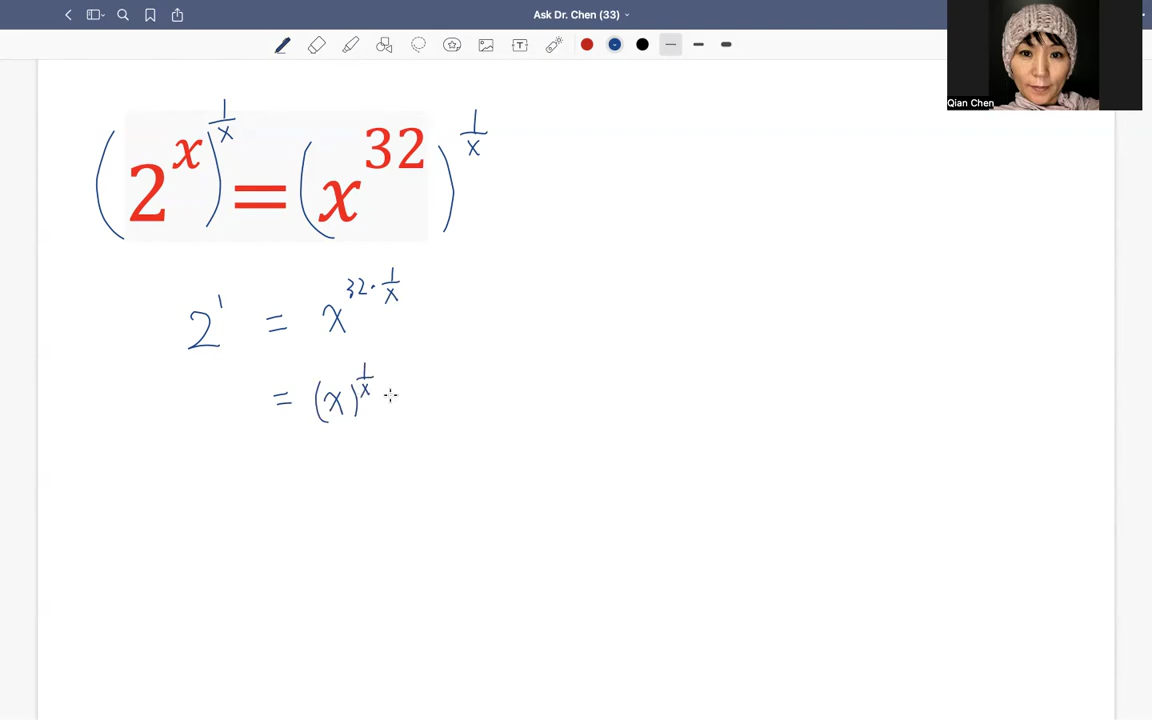 Ask Dr. Chen (33)
Qian Chen
(2^x)^{1/x} = (x^{32})^{1/x}
2^1 = x^{32·1/x}
= (x)^{1/x}